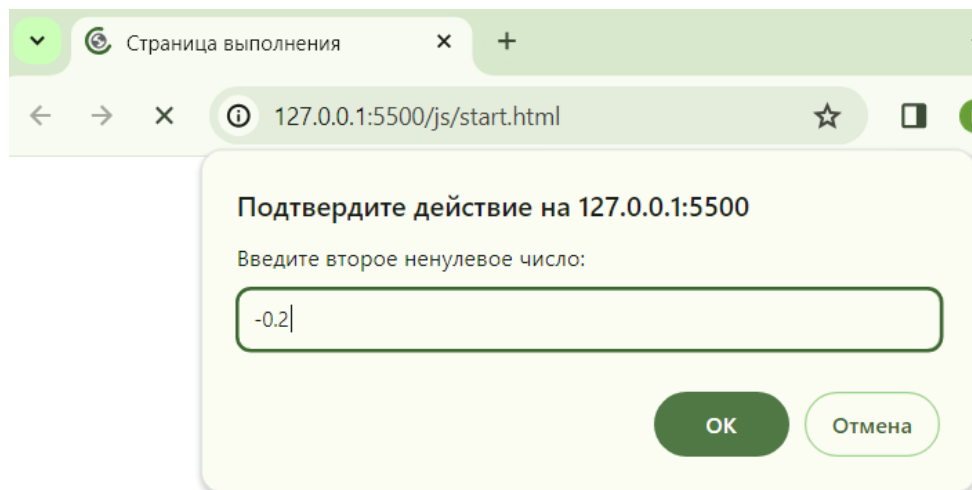 Страница выполнения
127.0.0.1:5500/js/start.html
Подтвердите действие на 127.0.0.1:5500
Введите второе ненулевое число:
-0.2
ОК Отмена